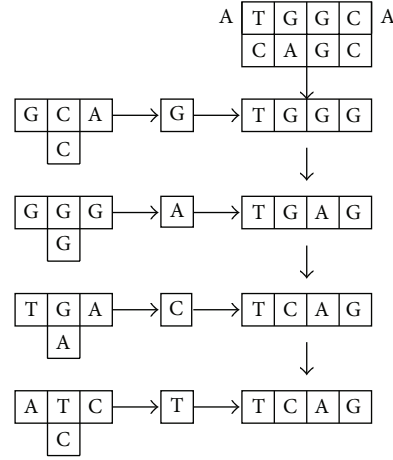 A T G G C A
C A G C
G C A G T G G G
C
G G G A T G A G
G
T G A C T C A G
A
A T C T T C A G
C